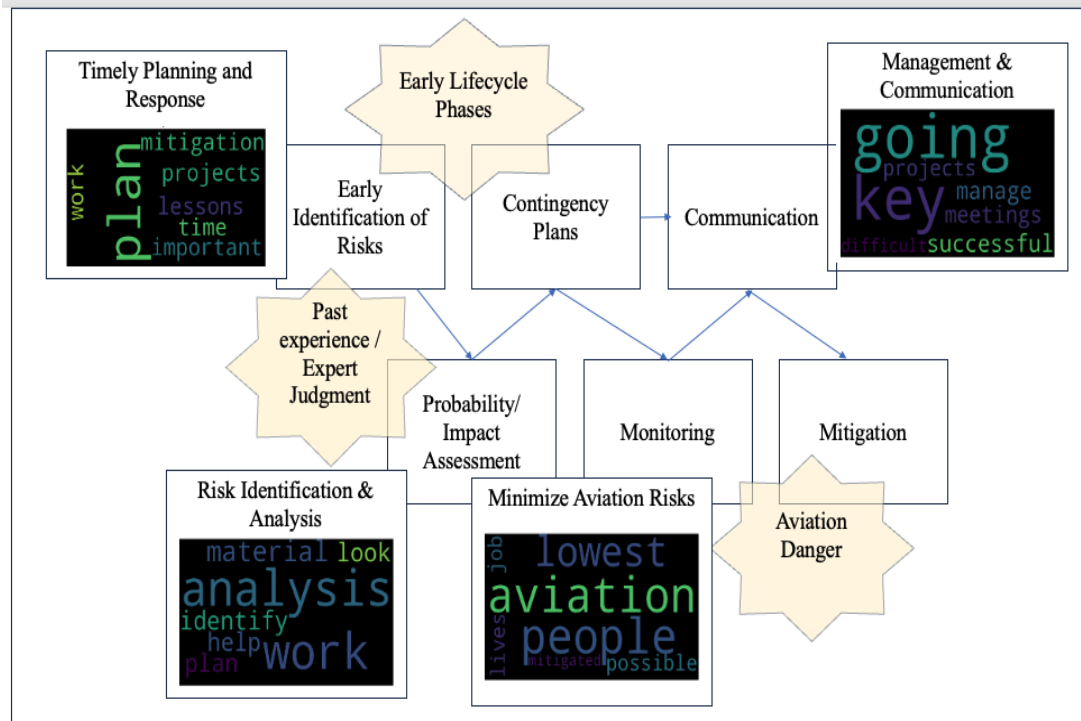 Timely Planning and
Response
mitigation
work
plan
projects
lessons
time
important
Early Lifecycle
Phases
Management &
Communication
going
projects
key
manage
meetings
difficult
successful
Early
Identification of
Risks
Contingency
Plans
Communication
Past
experience /
Expert
Judgment
Probability/
Impact
Assessment
Monitoring
Mitigation
Risk Identification &
Analysis
material
look
analysis
identify
help
work
plan
Minimize Aviation Risks
job
lowest
aviation
lives
people
mitigated
possible
Aviation
Danger